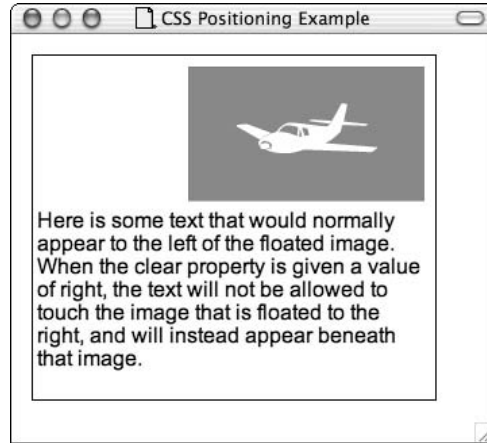 CSS Positioning Example
Here is some text that would normally
appear to the left of the floated image.
When the clear property is given a value
of right, the text will not be allowed to
touch the image that is floated to the
right, and will instead appear beneath
that image.